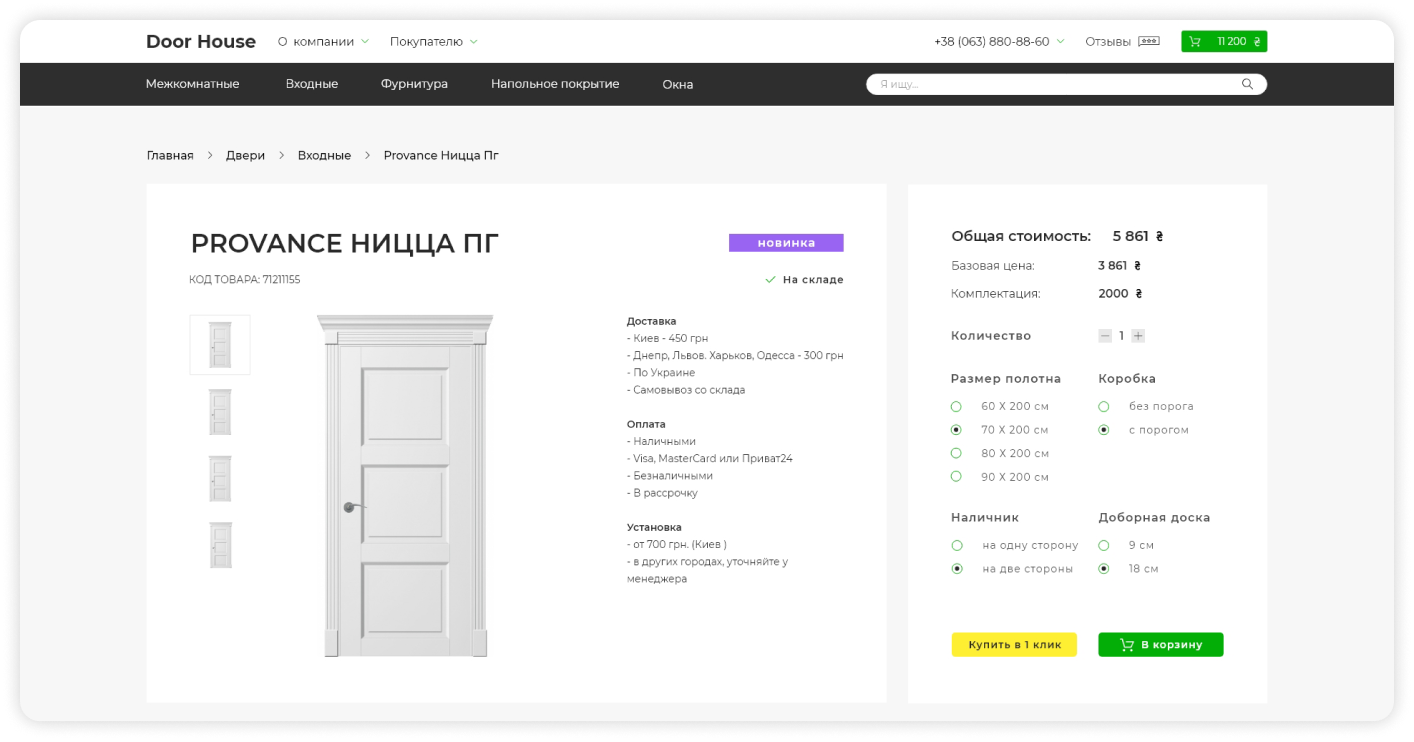 Door House О компании Покупателю +38 (063) 880-88-60 Отзывы 11 200 ₴
Межкомнатные Входные Фурнитура Напольное покрытие Окна Я ищу...
Главная > Двери > Входные > Provance Ницца Пг
PROVANCE НИЦЦА ПГ
новинка
КОД ТОВАРА: 71211155
На складе
Доставка
- Киев - 450 грн
- Днепр, Львов. Харьков, Одесса - 300 грн
- По Украине
- Самовывоз со склада
Оплата
- Наличными
- Visa, MasterCard или Приват24
- Безналичными
- В рассрочку
Установка
- от 700 грн. (Киев )
- в других городах, уточняйте у
менеджера
Общая стоимость: 5 861 ₴
Базовая цена: 3 861 ₴
Комплектация: 2000 ₴
Количество 1
Размер полотна
60 X 200 см
70 X 200 см
80 X 200 см
90 X 200 см
Коробка
без порога
с порогом
Наличник
на одну сторону
на две стороны
Доборная доска
9 см
18 см
Купить в 1 клик
В корзину